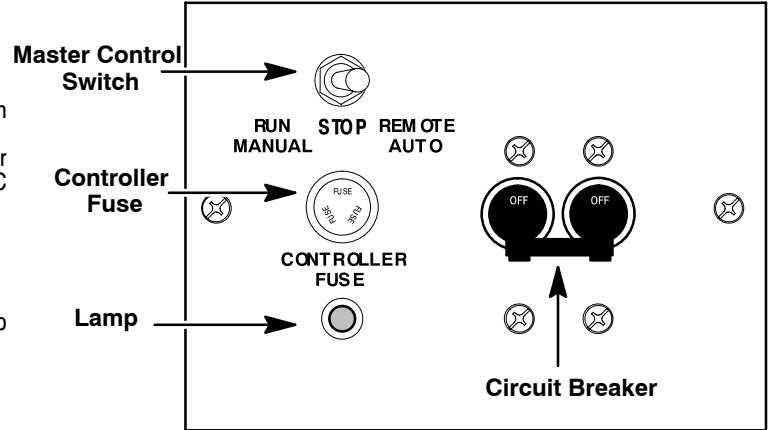 Master Control
Switch
RUN STOP REMOTE
MANUAL AUTO
Controller
Fuse
FUSE
FUSE FUSE
OFF OFF
CONTROLLER
FUSE
Lamp
Circuit Breaker